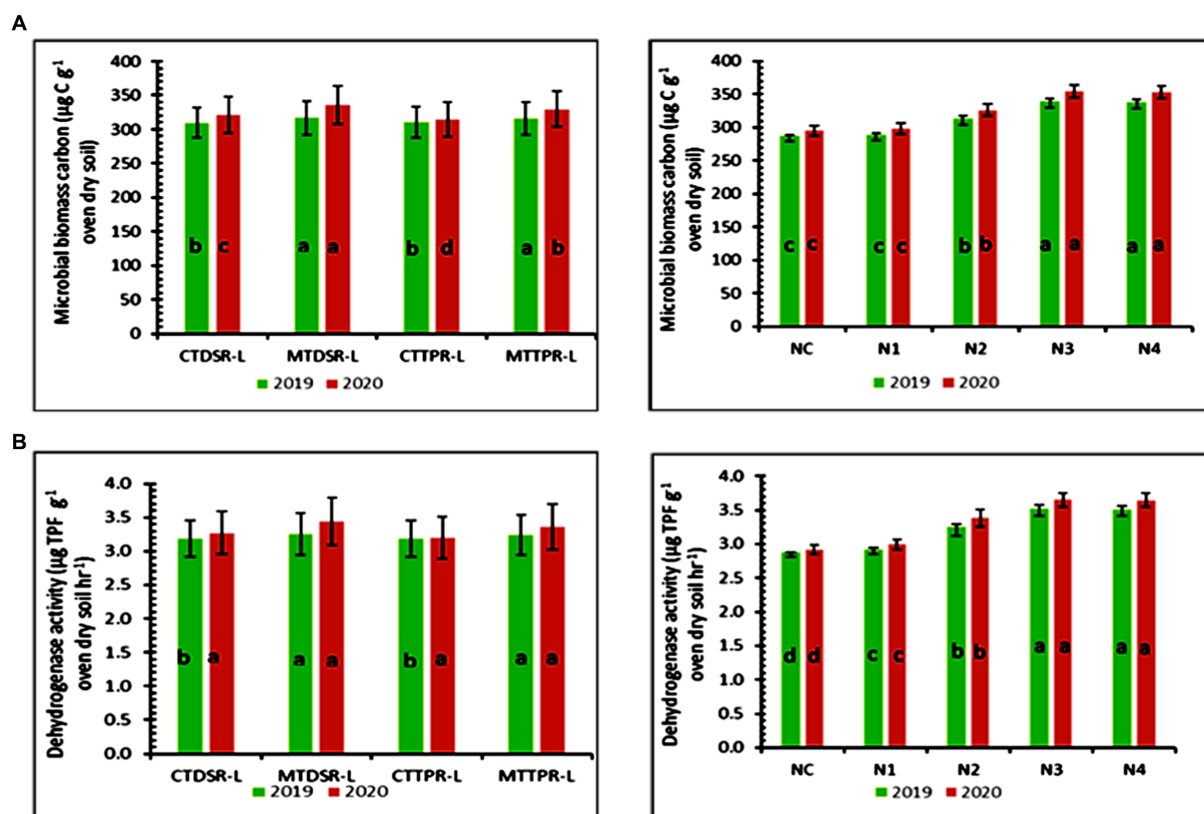 A
Microbial biomass carbon (µg C g-1
oven dry soil)
400
350
300
250
200
150
100
50
0
b c a a b d a b
CTDSR-L MTDSR-L CTTPR-L MTTPR-L
2019 2020
Microbial biomass carbon (µg C g-1
oven dry soil)
400
350
300
250
200
150
100
50
0
c c c c b b a a a a
NC N1 N2 N3 N4
2019 2020
B
Dehydrogenase activity (µg TPF g-1
oven dry soil hr-1)
4.0
3.5
3.0
2.5
2.0
1.5
1.0
0.5
0.0
b a a a b a a a
CTDSR-L MTDSR-L CTTPR-L MTTPR-L
2019 2020
Dehydrogenase activity (µg TPF g-1
oven dry soil hr-1)
4.0
3.5
3.0
2.5
2.0
1.5
1.0
0.5
0.0
d d c c b b a a a a
NC N1 N2 N3 N4
2019 2020